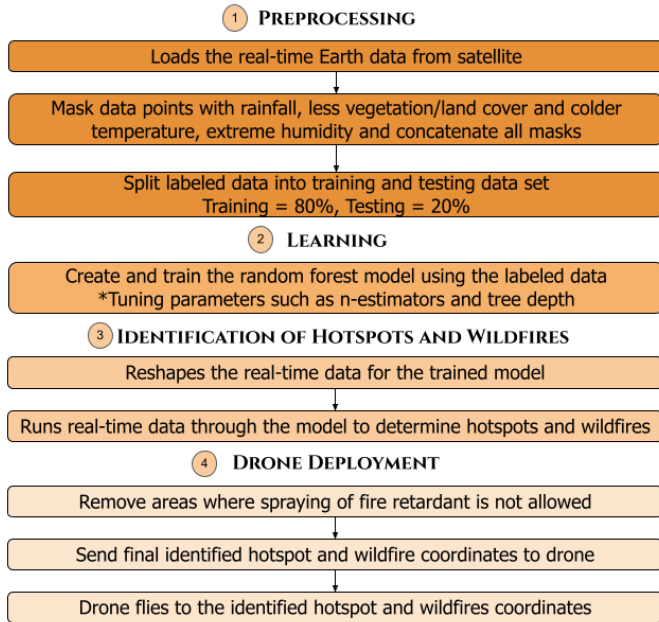 1 PREPROCESSING
Loads the real-time Earth data from satellite
Mask data points with rainfall, less vegetation/land cover and colder
temperature, extreme humidity and concatenate all masks
Split labeled data into training and testing data set
Training = 80%, Testing = 20%
2 LEARNING
Create and train the random forest model using the labeled data
*Tuning parameters such as n-estimators and tree depth
3 IDENTIFICATION OF HOTSPOTS AND WILDFIRES
Reshapes the real-time data for the trained model
Runs real-time data through the model to determine hotspots and wildfires
4 DRONE DEPLOYMENT
Remove areas where spraying of fire retardant is not allowed
Send final identified hotspot and wildfire coordinates to drone
Drone flies to the identified hotspot and wildfires coordinates